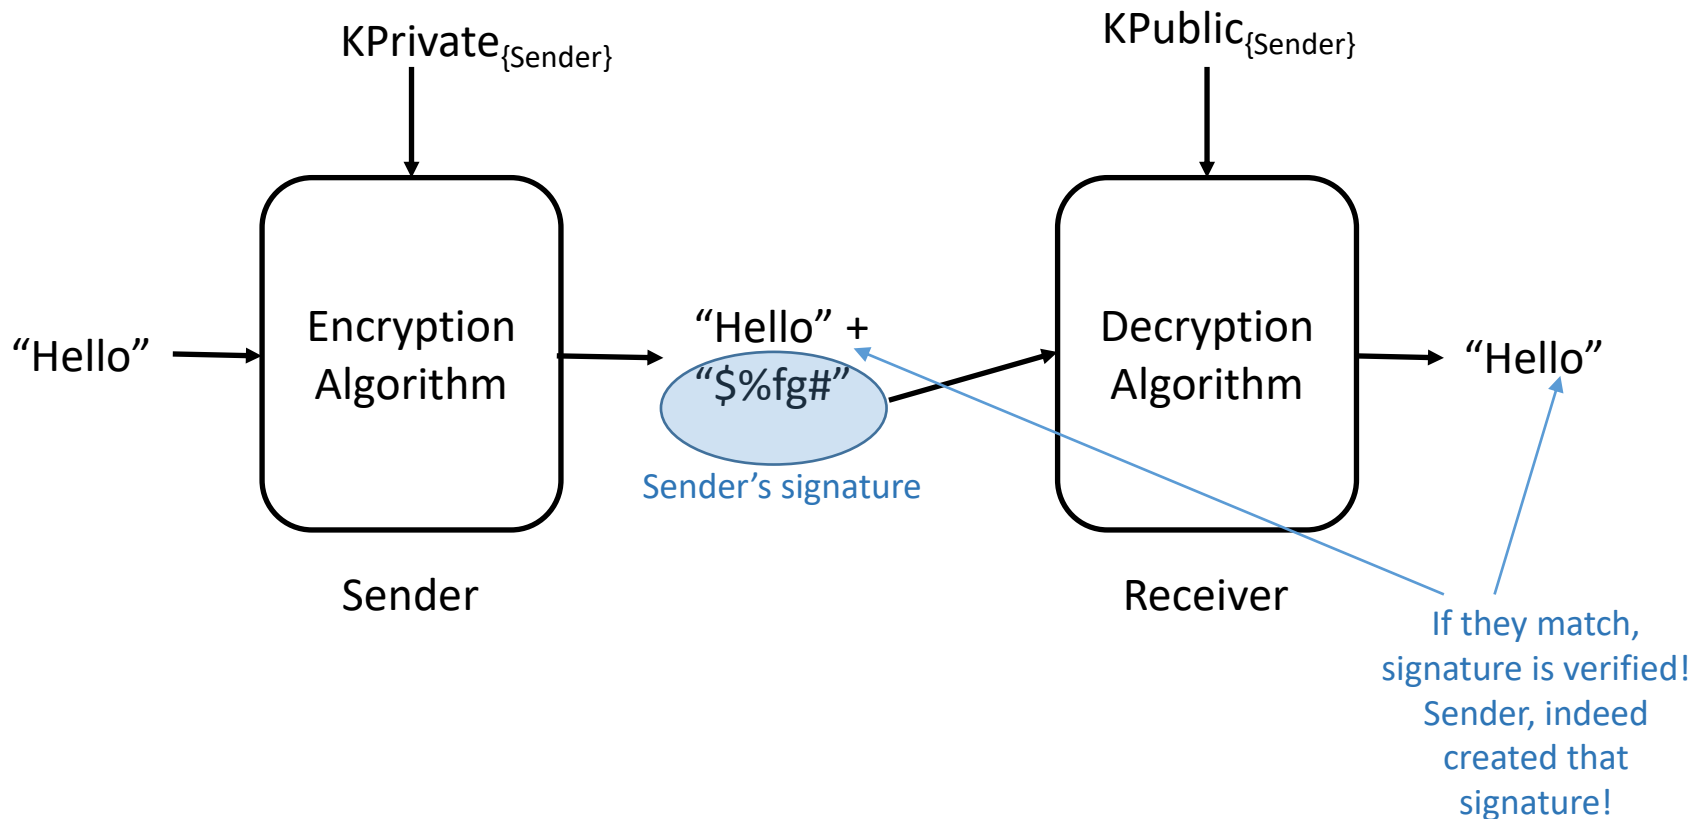 KPrivate{Sender}
KPublic{Sender}
“Hello”
Encryption
Algorithm
“Hello” +
“$%fg#”
Sender’s signature
Decryption
Algorithm
“Hello”
Sender
Receiver
If they match,
signature is verified!
Sender, indeed
created that
signature!